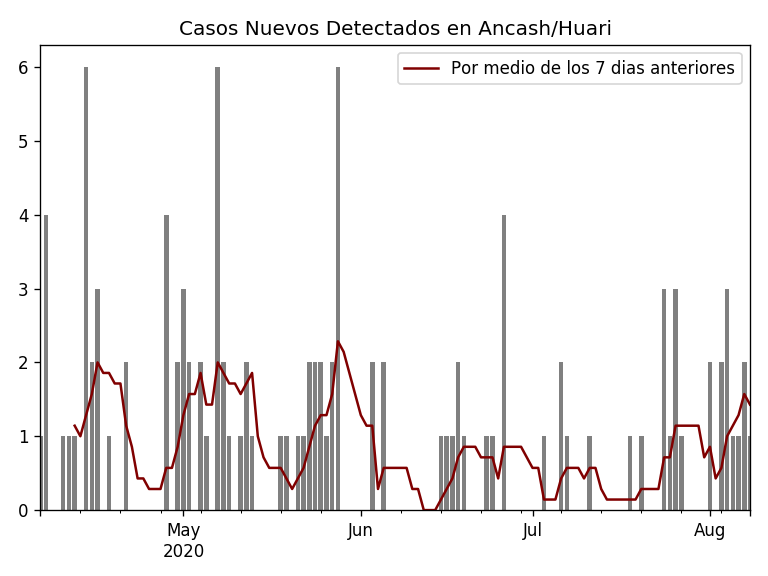 Casos Nuevos Detectados en Ancash/Huari
Por medio de los 7 dias anteriores
6
5
4
3
2
1
0
May
2020
Jun
Jul
Aug